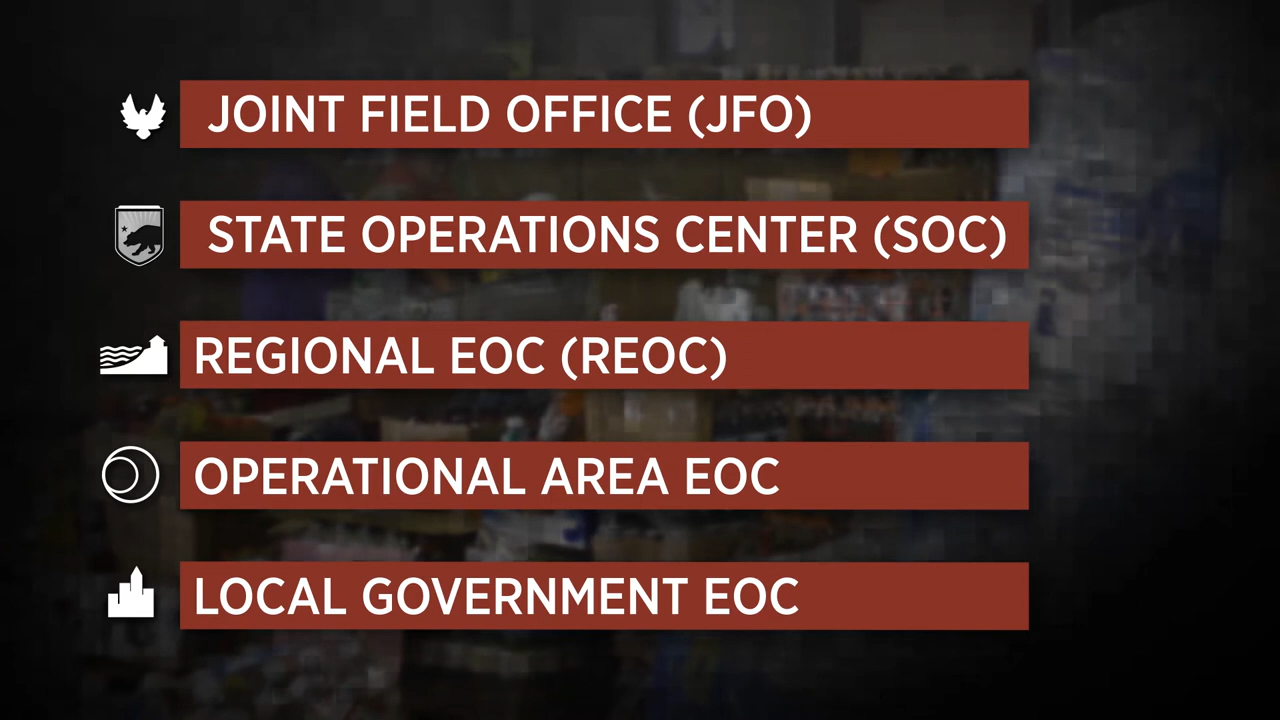 JOINT FIELD OFFICE (JFO)
STATE OPERATIONS CENTER (SOC)
REGIONAL EOC (REOC)
OPERATIONAL AREA EOC
LOCAL GOVERNMENT EOC